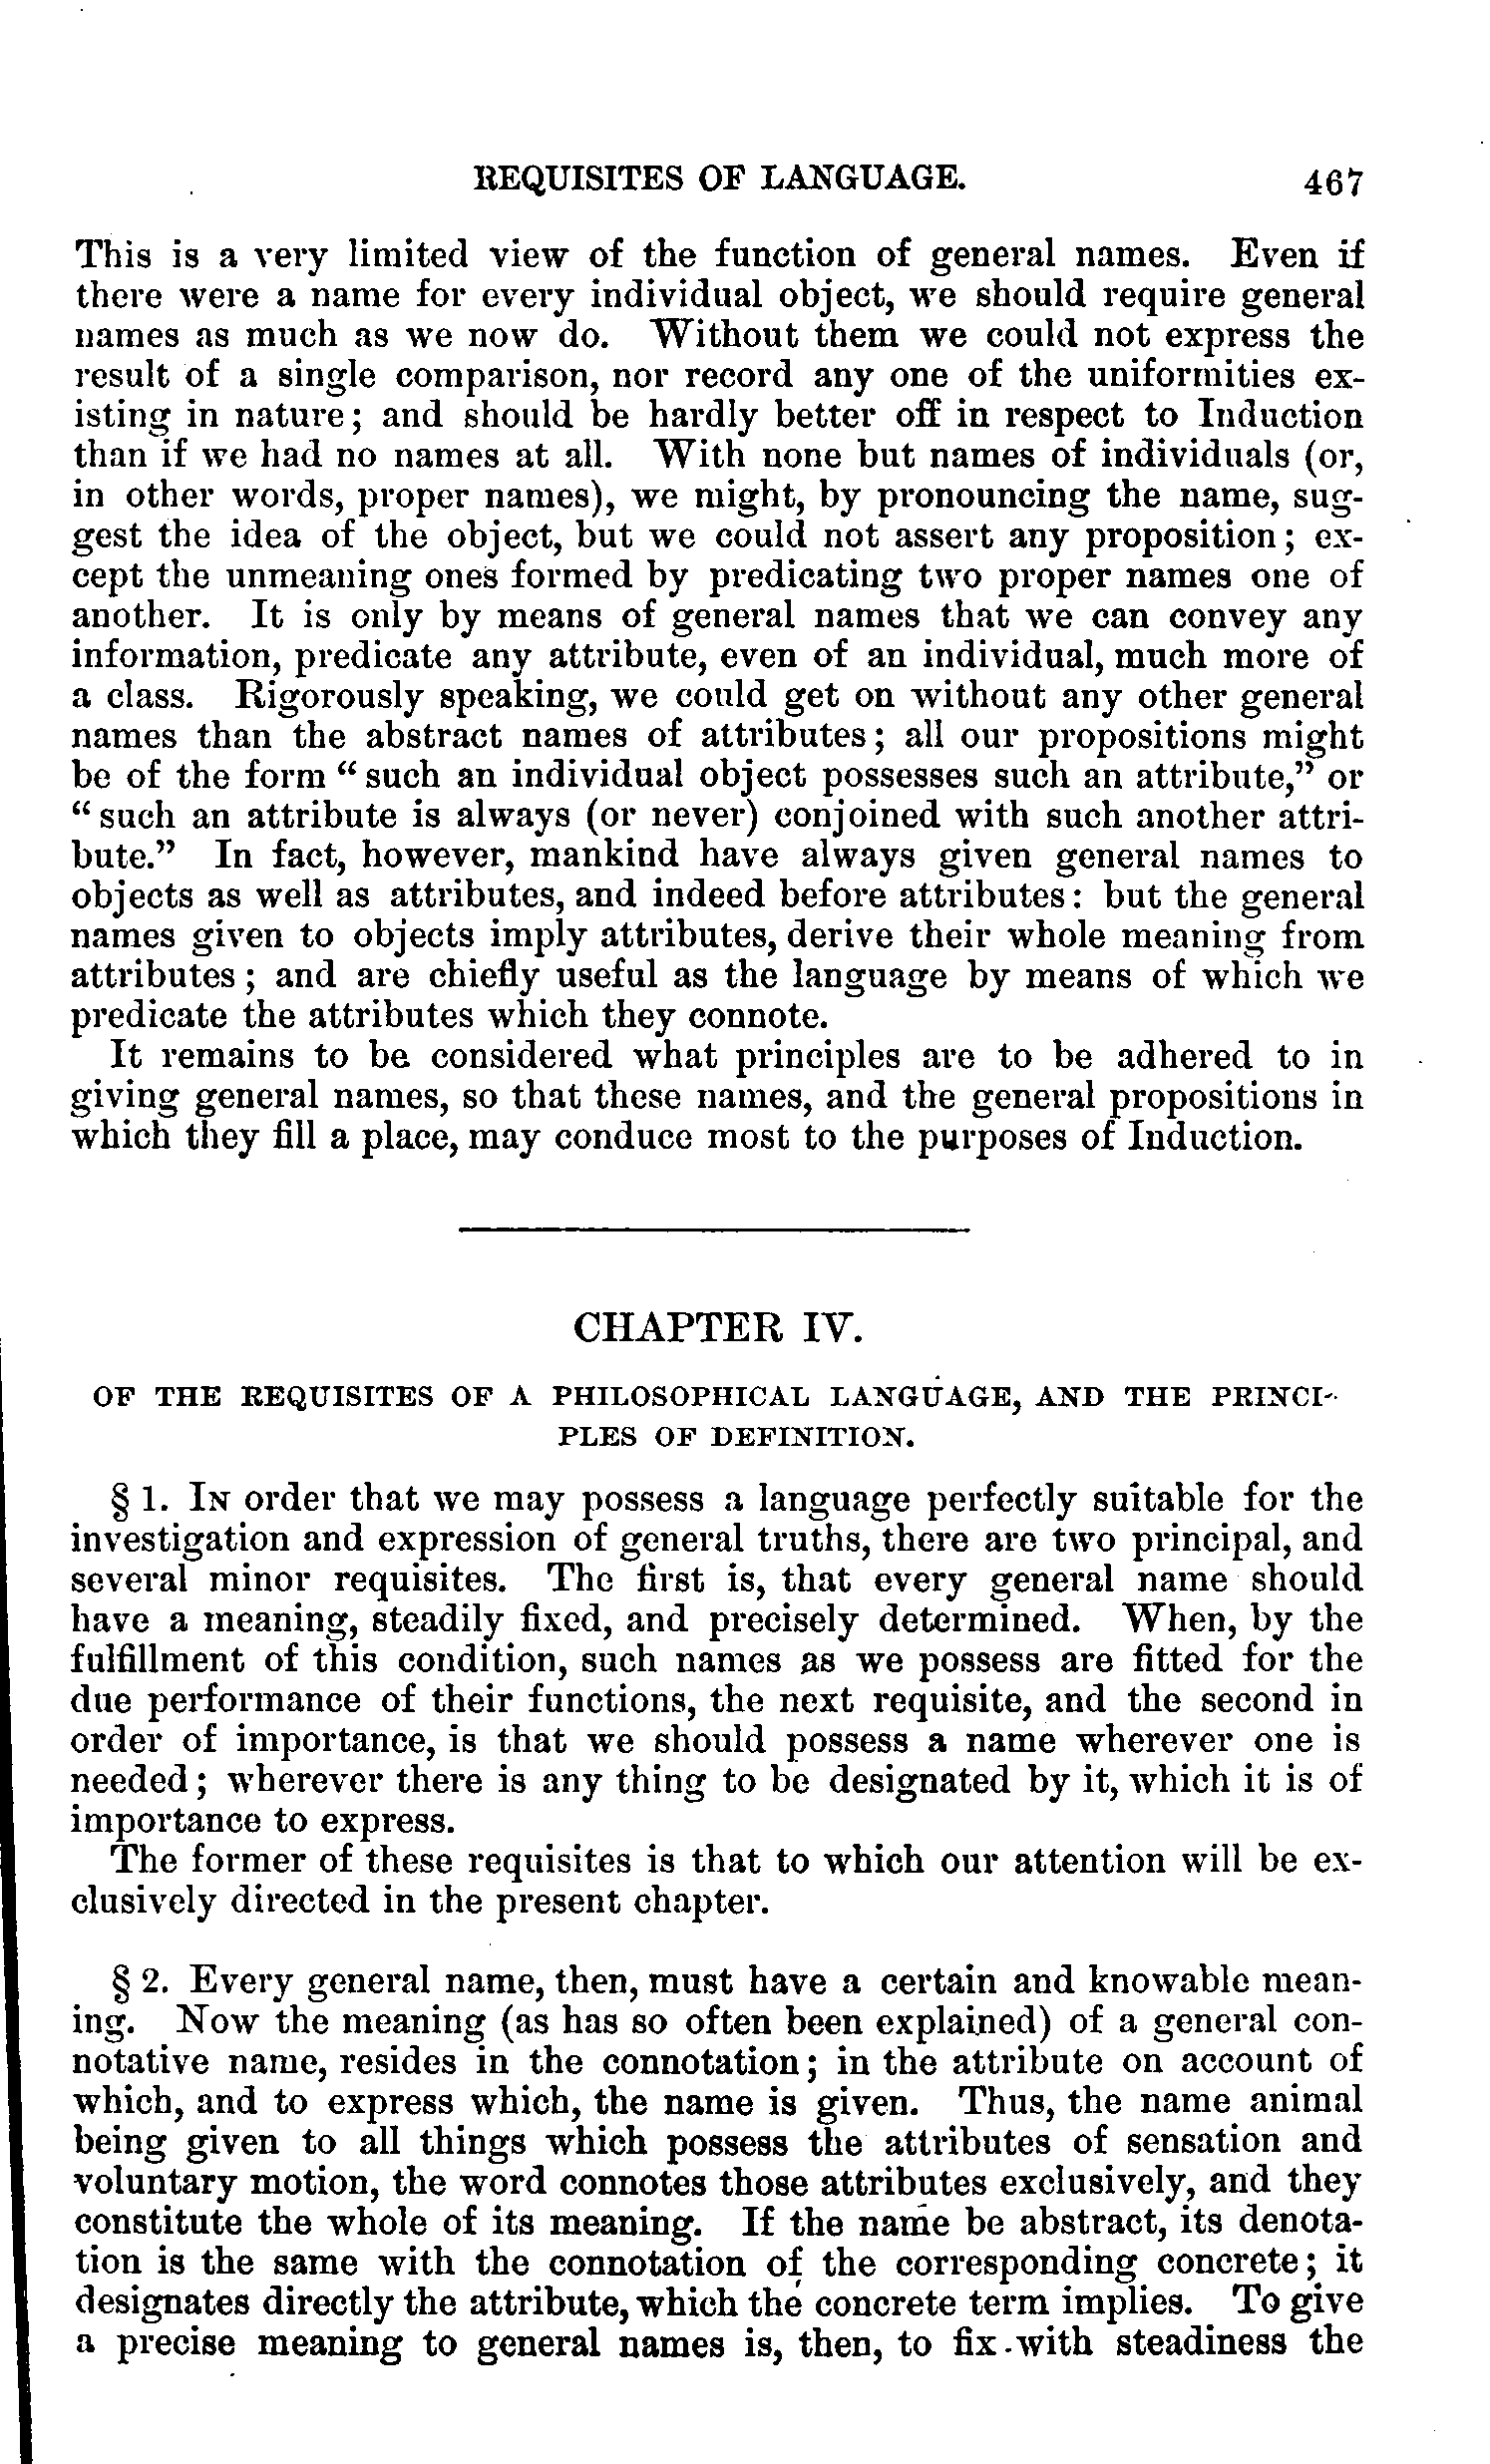 REQUISITES OF LANGUAGE. 467
This is a very limited view of the function of general names. Even if
there were a name for every individual object, we should require general
names as much as we now do. Without them we could not express the
result of a single comparison, nor record any one of the uniformities ex-
isting in nature; and should be hardly better off in respect to Induction
than if we had no names at all. With none but names of individuals (or,
in other words, proper names), we might, by pronouncing the name, sug-
gest the idea of the object, but we could not assert any proposition; ex-
cept the unmeaning ones formed by predicating two proper names one of
another. It is only by means of general names that we can convey any
information, predicate any attribute, even of an individual, much more of
a class. Rigorously speaking, we could get on without any other general
names than the abstract names of attributes; all our propositions might
be of the form “such an individual object possesses such an attribute,” or
“such an attribute is always (or never) conjoined with such another attri-
bute.” In fact, however, mankind have always given general names to
objects as well as attributes, and indeed before attributes: but the general
names given to objects imply attributes, derive their whole meaning from
attributes; and are chiefly useful as the language by means of which we
predicate the attributes which they connote.
It remains to be considered what principles are to be adhered to in
giving general names, so that these names, and the general propositions in
which they fill a place, may conduce most to the purposes of Induction.
CHAPTER IV.
OF THE REQUISITES OF A PHILOSOPHICAL LANGUAGE, AND THE PRINCI-
PLES OF DEFINITION.
§ 1. IN order that we may possess a language perfectly suitable for the
investigation and expression of general truths, there are two principal, and
several minor requisites. The first is, that every general name should
have a meaning, steadily fixed, and precisely determined. When, by the
fulfillment of this condition, such names as we possess are fitted for the
due performance of their functions, the next requisite, and the second in
order of importance, is that we should possess a name wherever one is
needed; wherever there is any thing to be designated by it, which it is of
importance to express.
The former of these requisites is that to which our attention will be ex-
clusively directed in the present chapter.
§ 2. Every general name, then, must have a certain and knowable mean-
ing. Now the meaning (as has so often been explained) of a general con-
notative name, resides in the connotation; in the attribute on account of
which, and to express which, the name is given. Thus, the name animal
being given to all things which possess the attributes of sensation and
voluntary motion, the word connotes those attributes exclusively, and they
constitute the whole of its meaning. If the name be abstract, its denota-
tion is the same with the connotation of the corresponding concrete; it
designates directly the attribute, which the concrete term implies. To give
a precise meaning to general names is, then, to fix with steadiness the